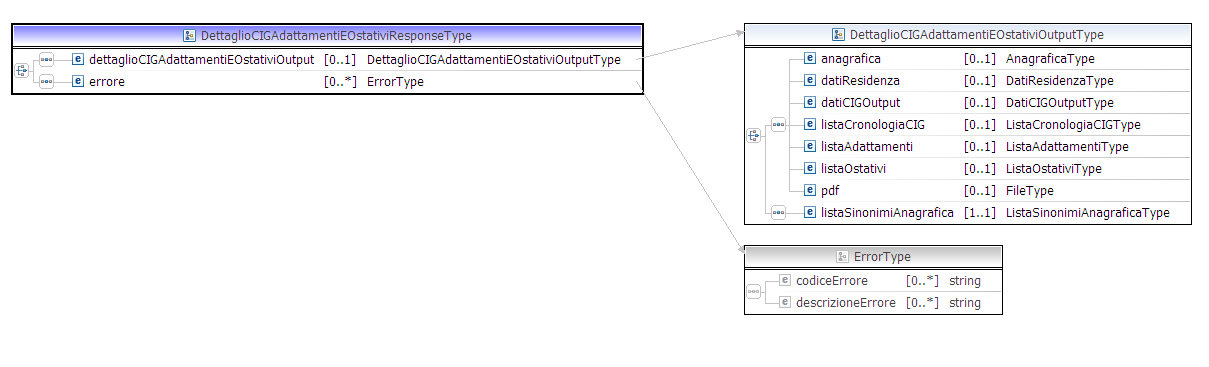 DettaglioCIGAdattamentiEOstativiResponseType
dettaglioCIGAdattamentiEOstativiOutput [0..1] DettaglioCIGAdattamentiEOstativiOutputType
errore [0..*] ErrorType
DettaglioCIGAdattamentiEOstativiOutputType
anagrafica [0..1] AnagraficaType
datiResidenza [0..1] DatiResidenzaType
datiCIGOutput [0..1] DatiCIGOutputType
listaCronologiaCIG [0..1] ListaCronologiaCIGType
listaAdattamenti [0..1] ListaAdattamentiType
listaOstativi [0..1] ListaOstativiType
pdf [0..1] FileType
listaSinonimiAnagrafica [1..1] ListaSinonimiAnagraficaType
ErrorType
codiceErrore [0..*] string
descrizioneErrore [0..*] string